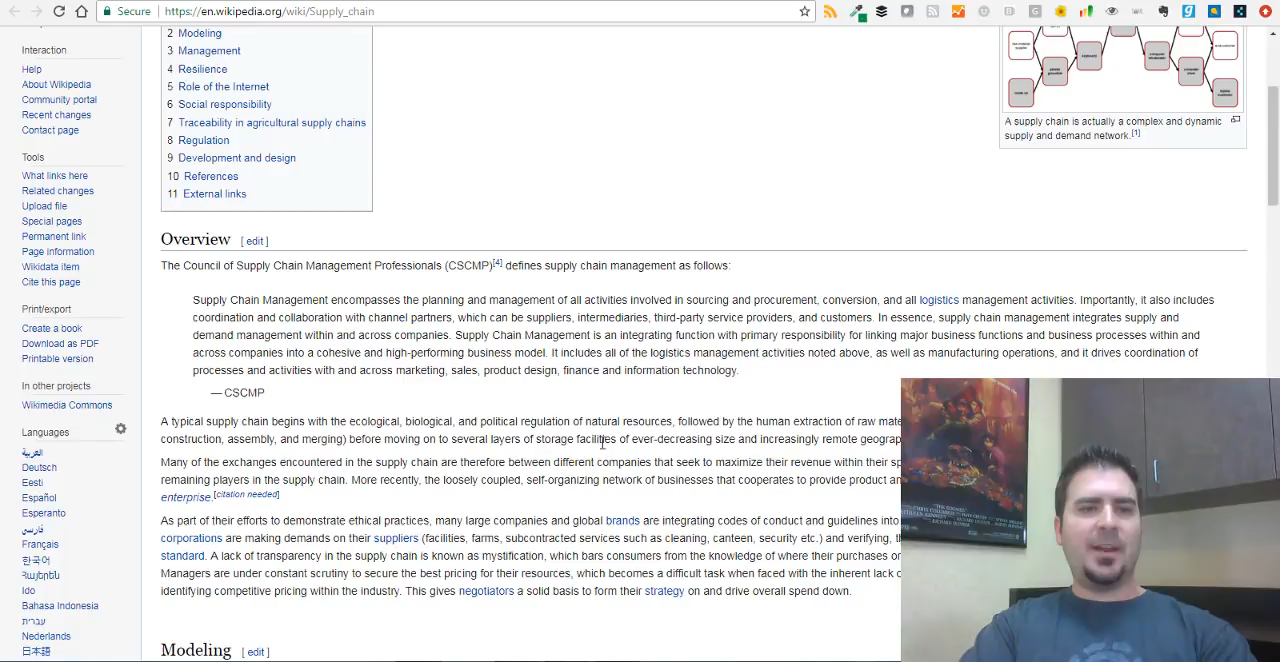 Secure
https://en.wikipedia.org/wiki/Supply_chain
Interaction
Help
About Wikipedia
Community portal
Recent changes
Contact page
Tools
What links here
Related changes
Upload file
Special pages
Permanent link
Page information
Wikidata item
Cite this page
Print/export
Create a book
Download as PDF
Printable version
In other projects
Wikimedia Commons
Languages
العربية
Deutsch
Eesti
Español
Esperanto
فارسی
Français
한국어
Հայերեն
Ido
Bahasa Indonesia
עברית
Nederlands
日本語
2 Modeling
3 Management
4 Resilience
5 Role of the Internet
6 Social responsibility
7 Traceability in agricultural supply chains
8 Regulation
9 Development and design
10 References
11 External links
A supply chain is actually a complex and dynamic
supply and demand network.[1]
Overview [ edit ]
The Council of Supply Chain Management Professionals (CSCMP)[4] defines supply chain management as follows:
Supply Chain Management encompasses the planning and management of all activities involved in sourcing and procurement, conversion, and all logistics management activities. Importantly, it also includes
coordination and collaboration with channel partners, which can be suppliers, intermediaries, third-party service providers, and customers. In essence, supply chain management integrates supply and
demand management within and across companies. Supply Chain Management is an integrating function with primary responsibility for linking major business functions and business processes within and
across companies into a cohesive and high-performing business model. It includes all of the logistics management activities noted above, as well as manufacturing operations, and it drives coordination of
processes and activities with and across marketing, sales, product design, finance and information technology.
— CSCMP
A typical supply chain begins with the ecological, biological, and political regulation of natural resources, followed by the human extraction of raw mate
construction, assembly, and merging) before moving on to several layers of storage facilities of ever-decreasing size and increasingly remote geograp
Many of the exchanges encountered in the supply chain are therefore between different companies that seek to maximize their revenue within their sp
remaining players in the supply chain. More recently, the loosely coupled, self-organizing network of businesses that cooperates to provide product an
enterprise.[citation needed]
As part of their efforts to demonstrate ethical practices, many large companies and global brands are integrating codes of conduct and guidelines into
corporations are making demands on their suppliers (facilities, farms, subcontracted services such as cleaning, canteen, security etc.) and verifying, th
standard. A lack of transparency in the supply chain is known as mystification, which bars consumers from the knowledge of where their purchases or
Managers are under constant scrutiny to secure the best pricing for their resources, which becomes a difficult task when faced with the inherent lack o
identifying competitive pricing within the industry. This gives negotiators a solid basis to form their strategy on and drive overall spend down.
Modeling [ edit ]